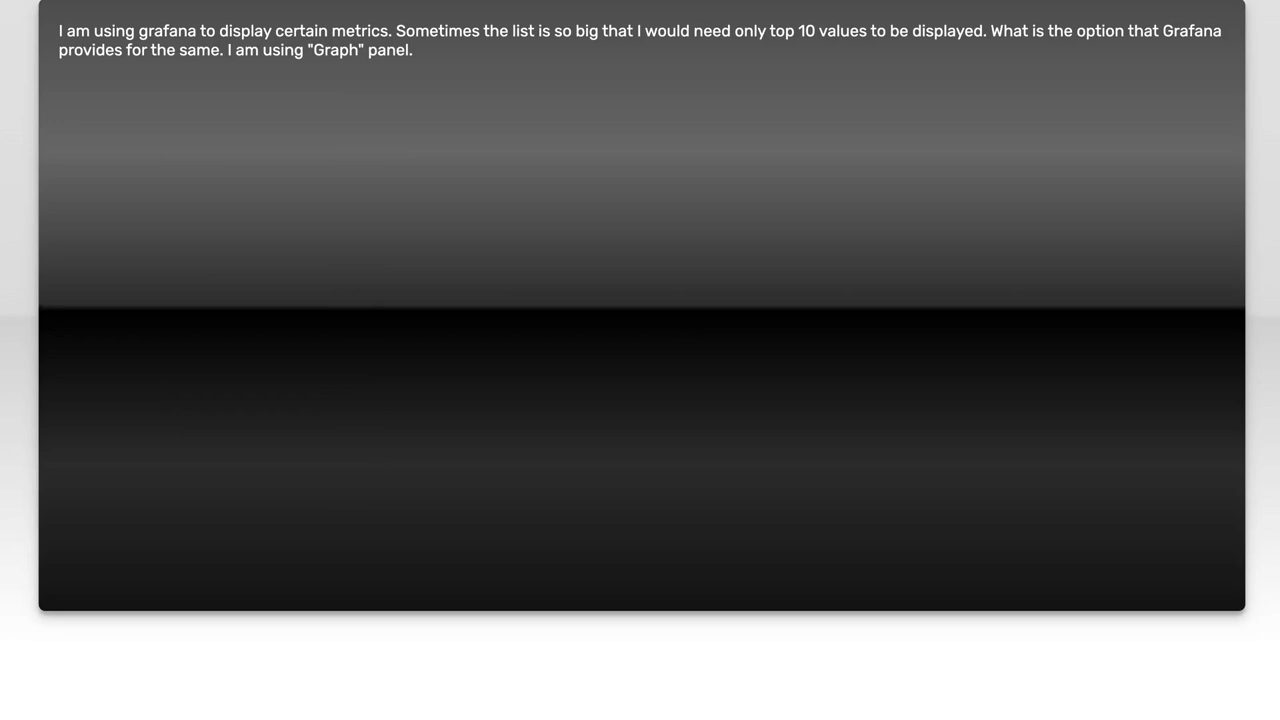 I am using grafana to display certain metrics. Sometimes the list is so big that I would need only top 10 values to be displayed. What is the option that Grafana
provides for the same. I am using "Graph" panel.